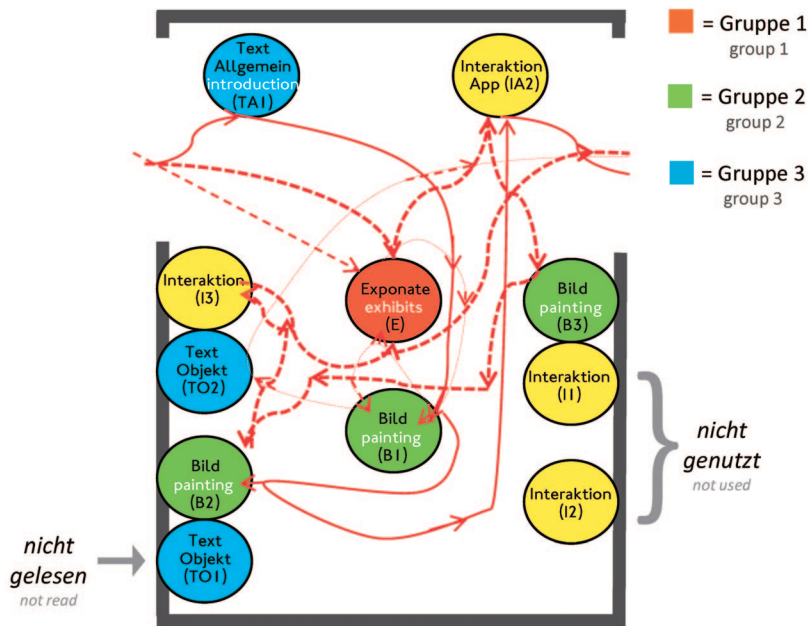 Text
Allgemein
introduction
(TA1)
Interaktion
App (IA2)
= Gruppe 1
group 1
= Gruppe 2
group 2
= Gruppe 3
group 3
Interaktion
(I3)
Exponate
exhibits
(E)
Bild
painting
(B3)
Text
Objekt
(TO2)
Interaktion
(I1)
Bild
painting
(B1)
nicht
genutzt
not used
Bild
painting
(B2)
Interaktion
(I2)
nicht
gelesen
not read
Text
Objekt
(TO1)